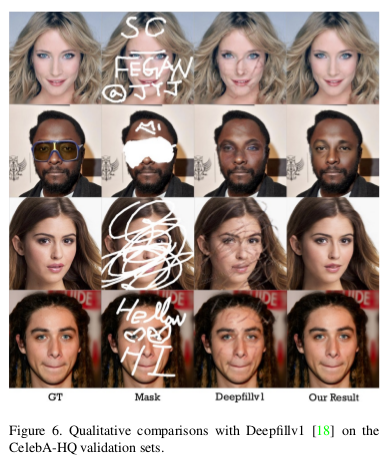 SC
FEGAN
@JYJ
Hellow
HI
GT Mask Deepfillv1 Our Result
Figure 6. Qualitative comparisons with Deepfillv1 [18] on the
CelebA-HQ validation sets.